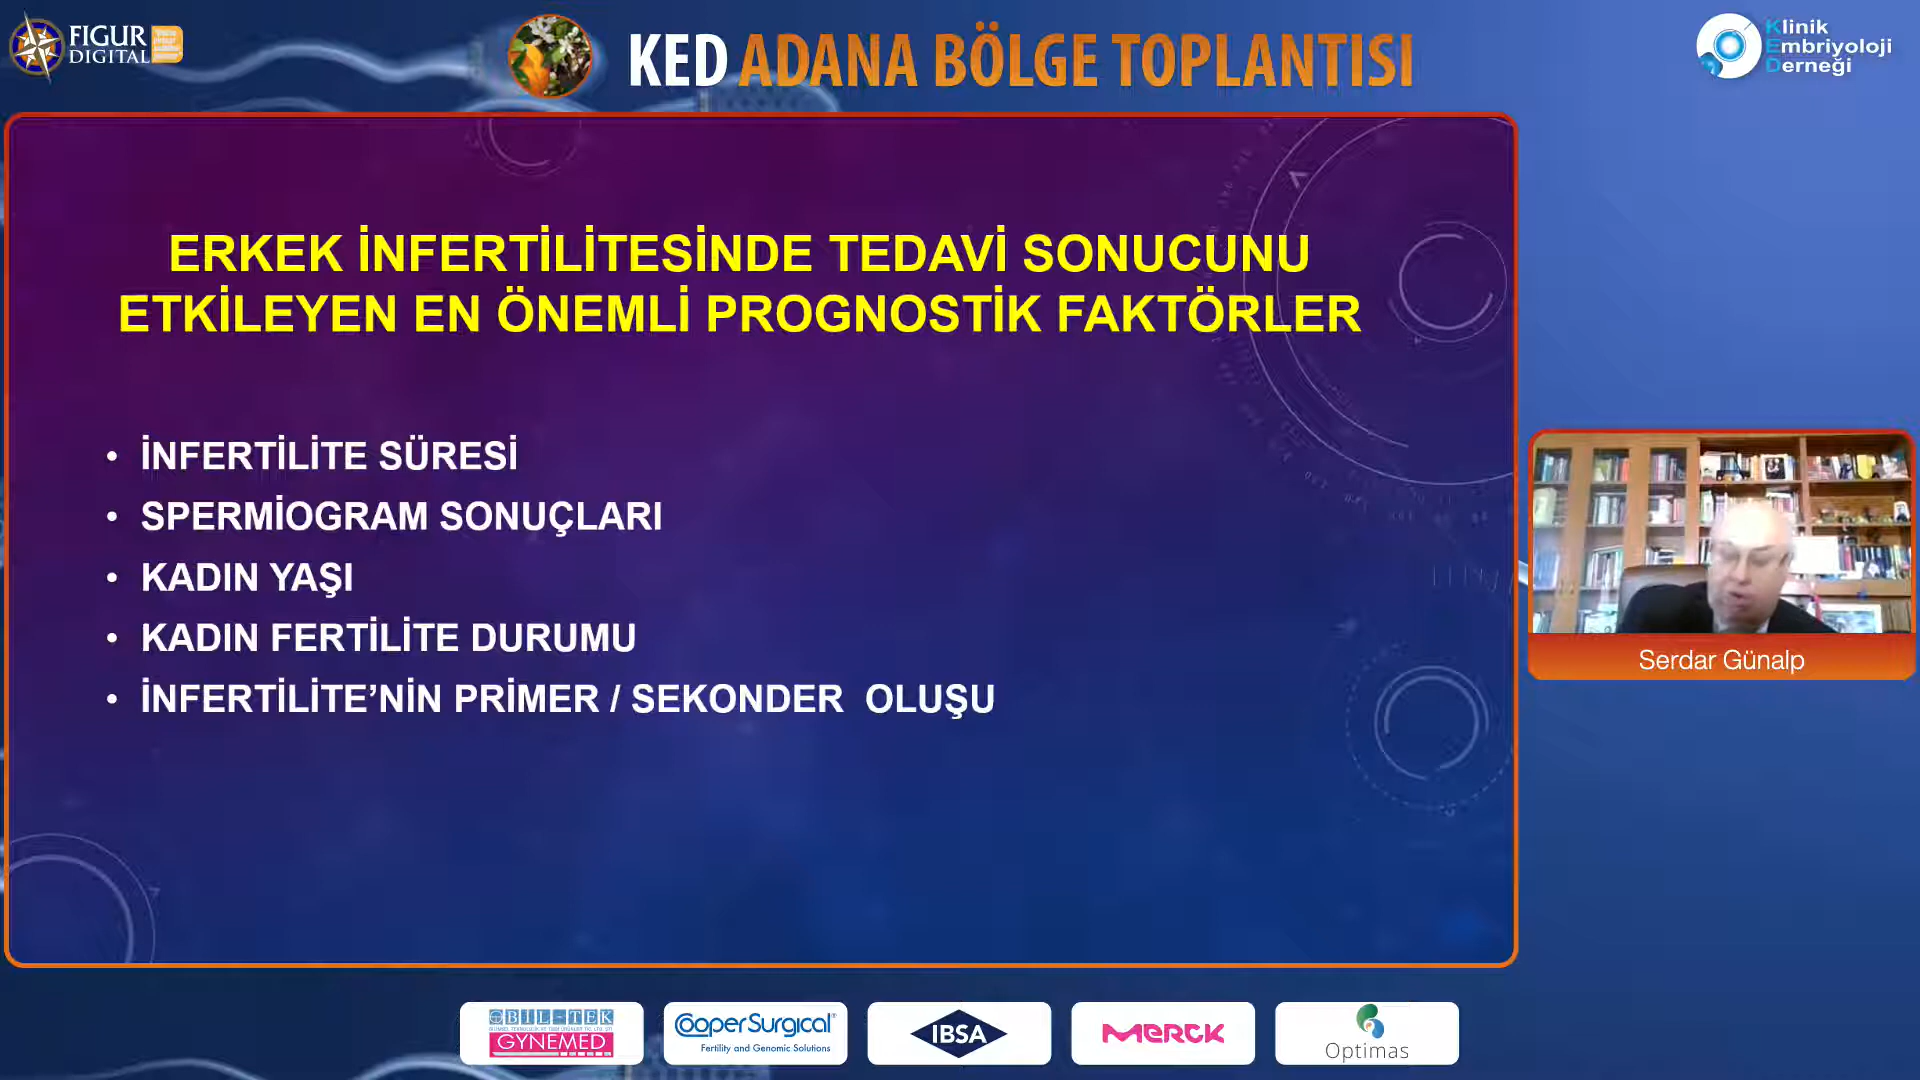 FIGUR
DIGITAL
KED ADANA BÖLGE TOPLANTISI
Klinik
Embriyoloji
Derneği
ERKEK İNFERTİLİTESİNDE TEDAVİ SONUCUNU
ETKİLEYEN EN ÖNEMLİ PROGNOSTİK FAKTÖRLER
• İNFERTİLİTE SÜRESİ
• SPERMİOGRAM SONUÇLARI
• KADIN YAŞI
• KADIN FERTİLİTE DURUMU
• İNFERTİLİTE’NİN PRİMER / SEKONDER OLUŞU
Serdar Günalp
BIL-TEK
GYNEMED
CooperSurgical
Fertility and Genomic Solutions
IBSA
MERCK
Optimas